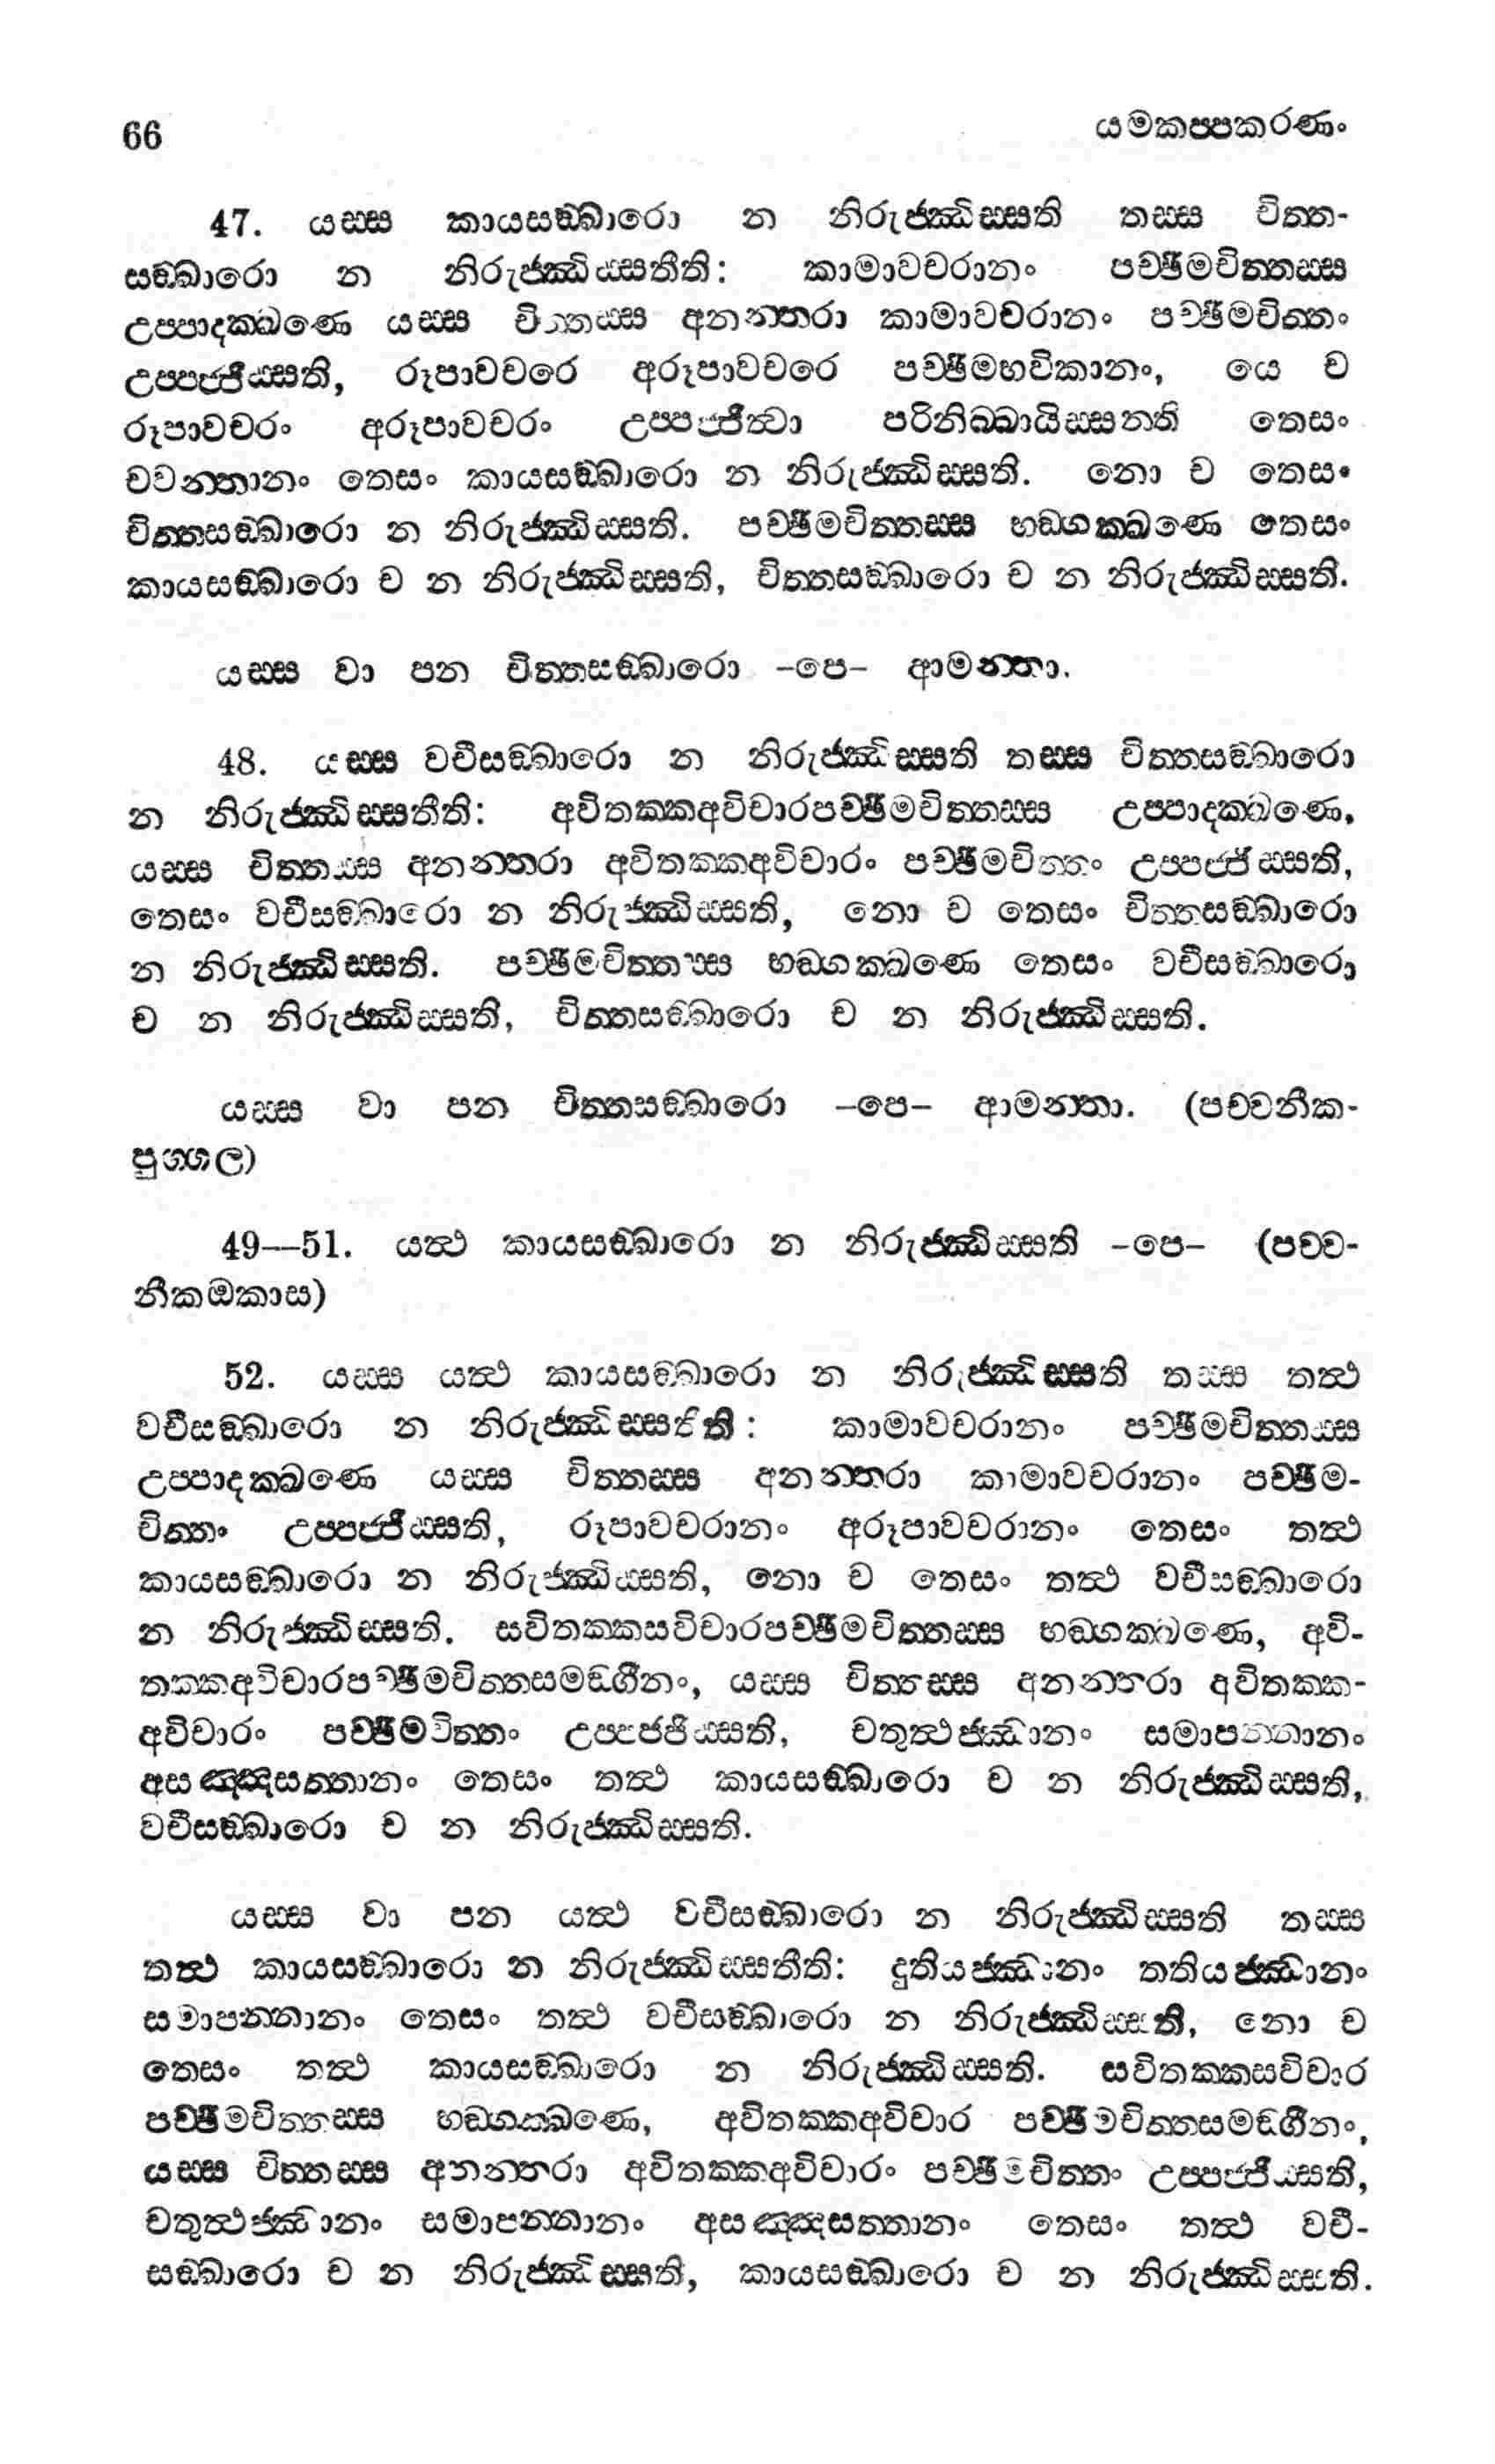 66 යමකප්පකරණං
47. යස්ස කායසඞ්ඛාරො න නිරුජ්ඣිස්සති තස්ස චිත්ත-
සඞ්ඛාරො න නිරුජ්ඣිස්සතීති: කාමාවචරානං පච්ඡිමචිත්තස්ස
උප්පාදක්ඛණෙ යස්ස චිත්තස්ස අනන්තරා කාමාවචරානං පච්ඡිමචිත්තං
උප්පජ්ජිස්සති, රූපාවචරෙ අරූපාවචරෙ පච්ඡිමභවිකානං, යෙ ච
රූපාවචරං අරූපාවචරං උප්පජ්ජිත්වා පරිනිබ්බායිස්සන්ති තෙසං
චවන්තානං තෙසං කායසඞ්ඛාරො න නිරුජ්ඣිස්සති. නො ච තෙසං
චිත්තසඞ්ඛාරො න නිරුජ්ඣිස්සති. පච්ඡිමචිත්තස්ස භඞ්ගක්ඛණෙ තෙසං
කායසඞ්ඛාරො ච න නිරුජ්ඣිස්සති, චිත්තසඞ්ඛාරො ච න නිරුජ්ඣිස්සති.
යස්ස වා පන චිත්තසඞ්ඛාරො -පෙ- ආමන්තා.
48. යස්ස වචීසඞ්ඛාරො න නිරුජ්ඣිස්සති තස්ස චිත්තසඞ්ඛාරො
න නිරුජ්ඣිස්සතීති: අවිතක්කඅවිචාරපච්ඡිමචිත්තස්ස උප්පාදක්ඛණෙ,
යස්ස චිත්තස්ස අනන්තරා අවිතක්කඅවිචාරං පච්ඡිමචිත්තං උප්පජ්ජිස්සති,
තෙසං වචීසඞ්ඛාරො න නිරුජ්ඣිස්සති, නො ච තෙසං චිත්තසඞ්ඛාරො
න නිරුජ්ඣිස්සති. පච්ඡිමචිත්තස්ස භඞ්ගක්ඛණෙ තෙසං වචීසඞ්ඛාරො
ච න නිරුජ්ඣිස්සති, චිත්තසඞ්ඛාරො ච න නිරුජ්ඣිස්සති.
යස්ස වා පන චිත්තසඞ්ඛාරො -පෙ- ආමන්තා. (පච්චනීක-
පුග්ගල)
49—51. යත්ථ කායසඞ්ඛාරො න නිරුජ්ඣිස්සති -පෙ- (පච්ච-
නීකඔකාස)
52. යස්ස යත්ථ කායසඞ්ඛාරො න නිරුජ්ඣිස්සති තස්ස තත්ථ
වචීසඞ්ඛාරො න නිරුජ්ඣිස්සතීති: කාමාවචරානං පච්ඡිමචිත්තස්ස
උප්පාදක්ඛණෙ යස්ස චිත්තස්ස අනන්තරා කාමාවචරානං පච්ඡිම-
චිත්තං උප්පජ්ජිස්සති, රූපාවචරානං අරූපාවචරානං තෙසං තත්ථ
කායසඞ්ඛාරො න නිරුජ්ඣිස්සති, නො ච තෙසං තත්ථ වචීසඞ්ඛාරො
න නිරුජ්ඣිස්සති. සවිතක්කසවිචාරපච්ඡිමචිත්තස්ස භඞ්ගක්ඛණෙ, අවි-
තක්කඅවිචාරපච්ඡිමචිත්තසමඞ්ගීනං, යස්ස චිත්තස්ස අනන්තරා අවිතක්ක-
අවිචාරං පච්ඡිමචිත්තං උප්පජ්ජිස්සති, චතුත්ථජ්ඣානං සමාපන්නානං
අසඤ්ඤසත්තානං තෙසං තත්ථ කායසඞ්ඛාරො ච න නිරුජ්ඣිස්සති,
වචීසඞ්ඛාරො ච න නිරුජ්ඣිස්සති.
යස්ස වා පන යත්ථ වචීසඞ්ඛාරො න නිරුජ්ඣිස්සති තස්ස
තත්ථ කායසඞ්ඛාරො න නිරුජ්ඣිස්සතීති: දුතියජ්ඣානං තතියජ්ඣානං
සමාපන්නානං තෙසං තත්ථ වචීසඞ්ඛාරො න නිරුජ්ඣිස්සති, නො ච
තෙසං තත්ථ කායසඞ්ඛාරො න නිරුජ්ඣිස්සති. සවිතක්කසවිචාර
පච්ඡිමචිත්තස්ස භඞ්ගක්ඛණෙ, අවිතක්කඅවිචාර පච්ඡිමචිත්තසමඞ්ගීනං,
යස්ස චිත්තස්ස අනන්තරා අවිතක්කඅවිචාරං පච්ඡිමචිත්තං උප්පජ්ජිස්සති,
චතුත්ථජ්ඣානං සමාපන්නානං අසඤ්ඤසත්තානං තෙසං තත්ථ වචී-
සඞ්ඛාරො ච න නිරුජ්ඣිස්සති, කායසඞ්ඛාරො ච න නිරුජ්ඣිස්සති.